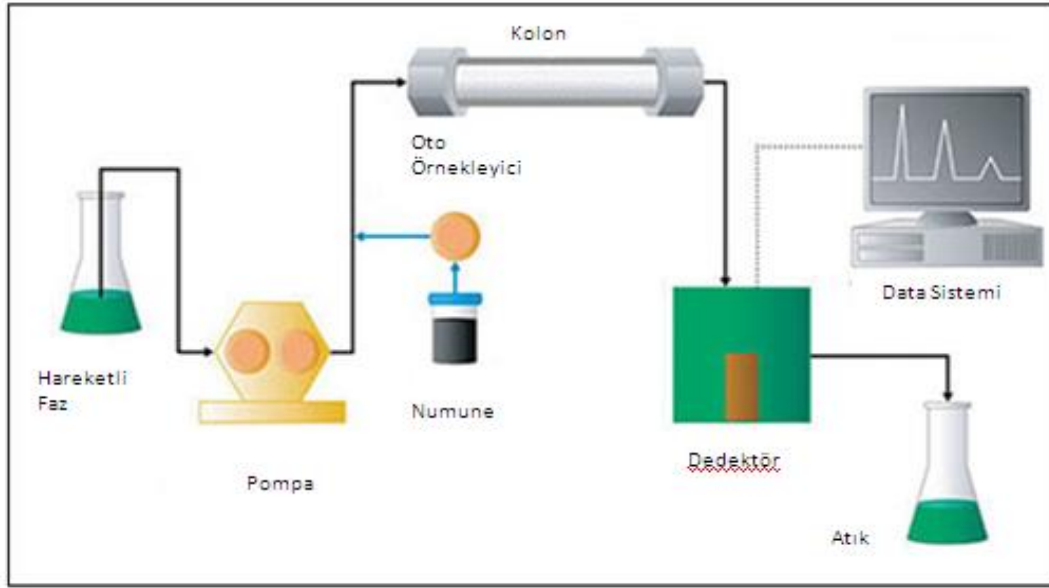 Kolon
Oto
Örnekleyici
Data Sistemi
Hareketli
Faz
Numune
Dedektör
Pompa
Atık